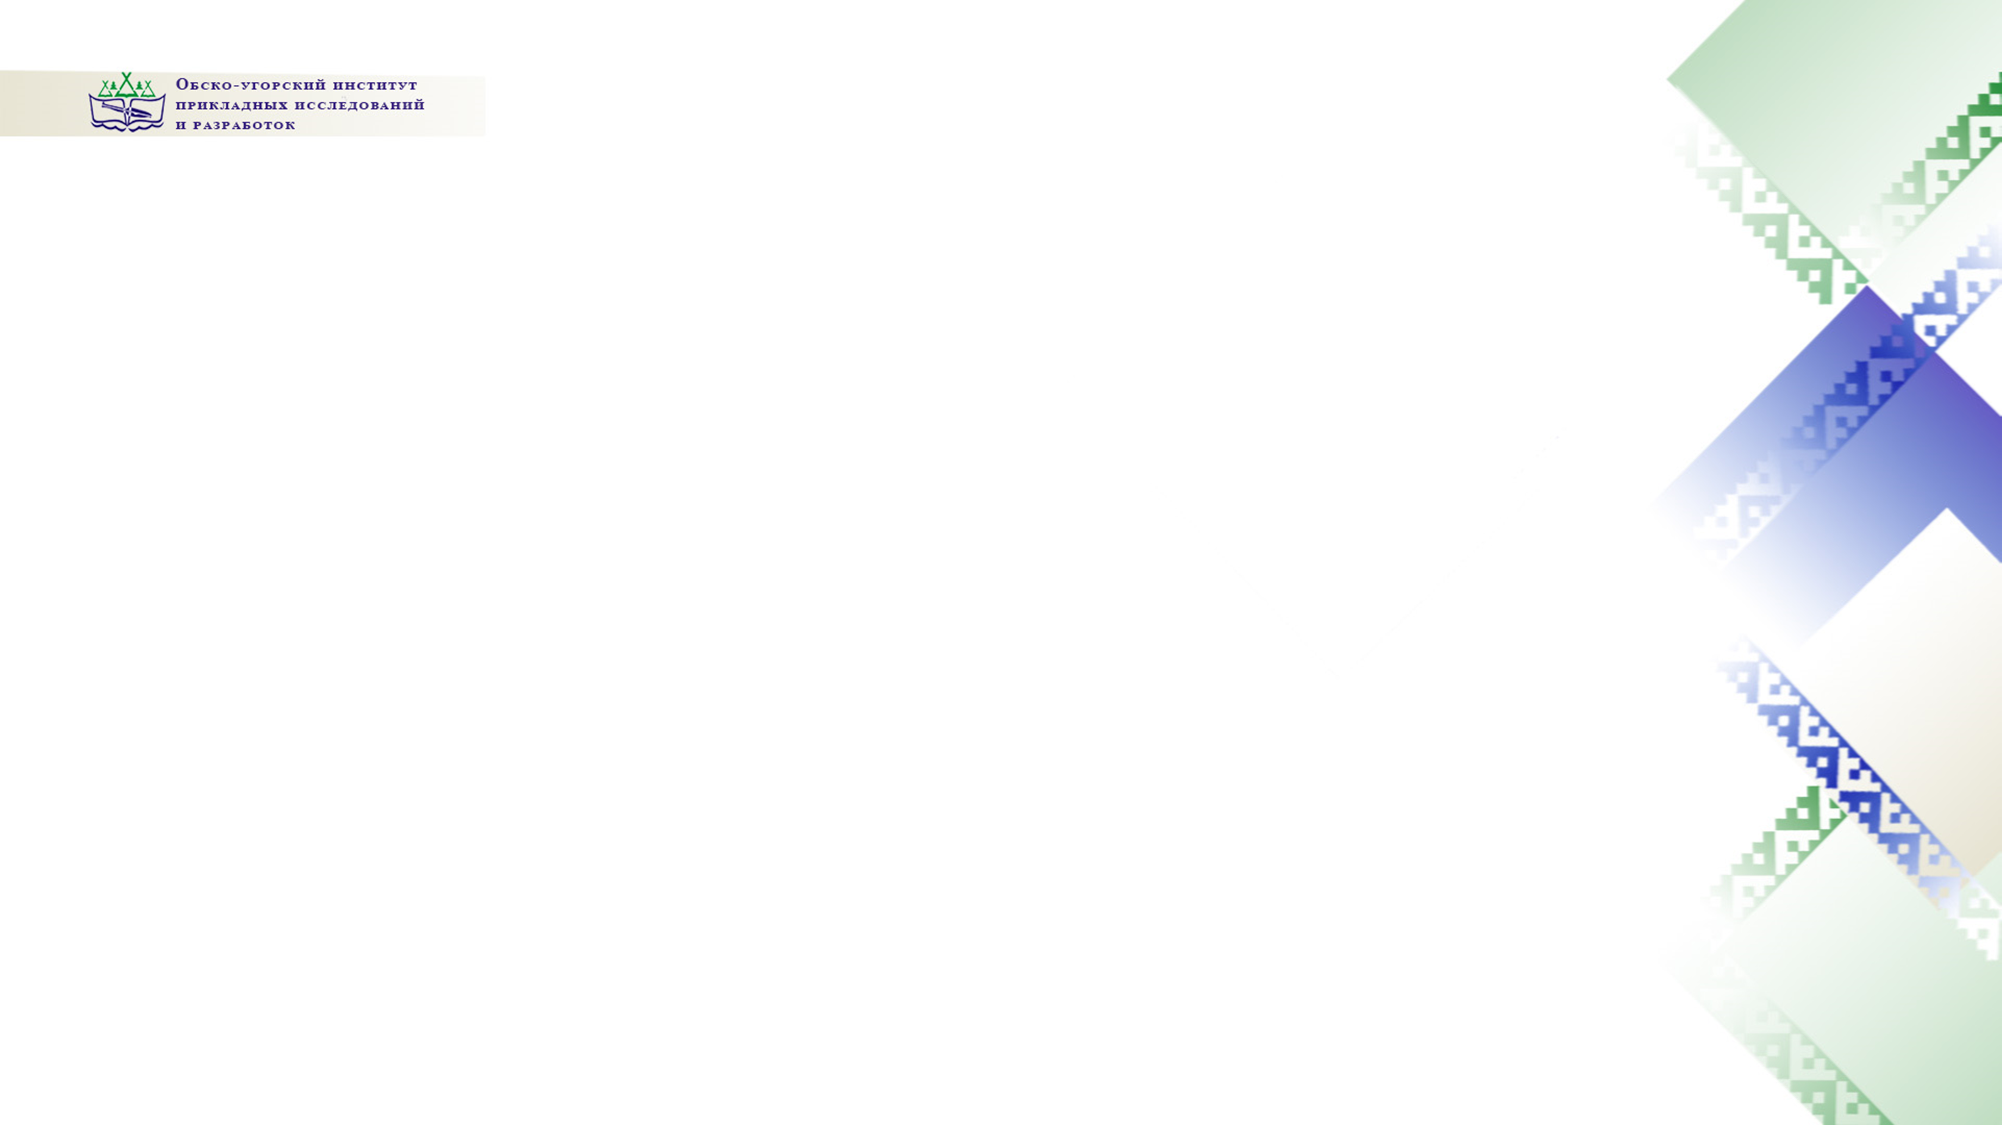 Обско-угорский институт
прикладных исследований
и разработок